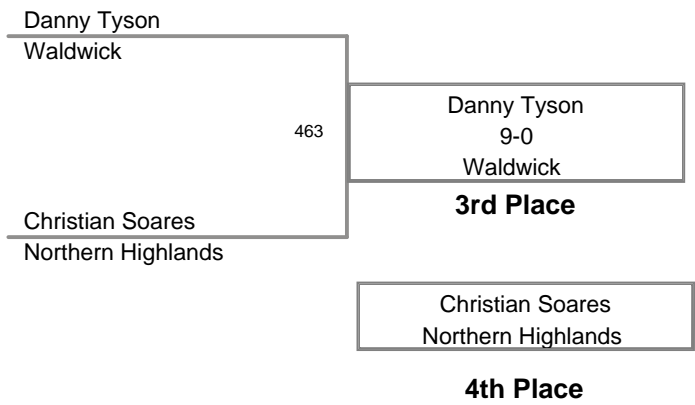 Danny Tyson
Waldwick
463
Danny Tyson
9-0
Waldwick
3rd Place
Christian Soares
Northern Highlands
Christian Soares
Northern Highlands
4th Place